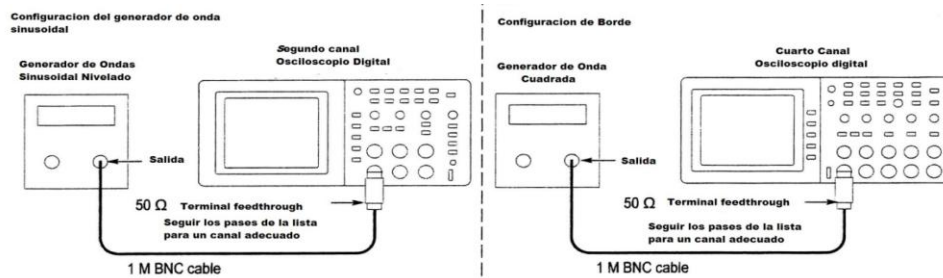 Configuracion del generador de onda
sinusoidal
Segundo canal
Osciloscopio Digital
Generador de Ondas
Sinusoidal Nivelado
Salida
50 Ω
Terminal feedthrough
Seguir los pases de la lista
para un canal adecuado
1 M BNC cable
Configuracion de Borde
Cuarto Canal
Osciloscopio digital
Generador de Onda
Cuadrada
Salida
50 Ω
Terminal feedthrough
Seguir los pases de la lista
para un canal adecuado
1 M BNC cable